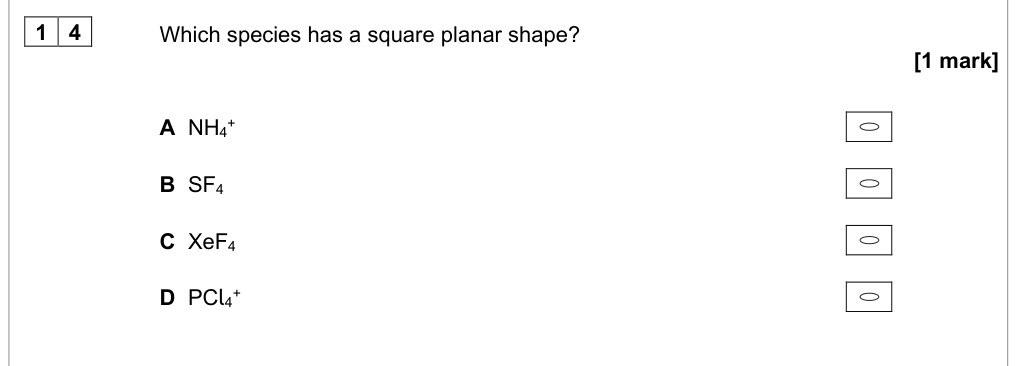 1 4 Which species has a square planar shape?
[1 mark]
A NH₄⁺
B SF₄
C XeF₄
D PCl₄⁺